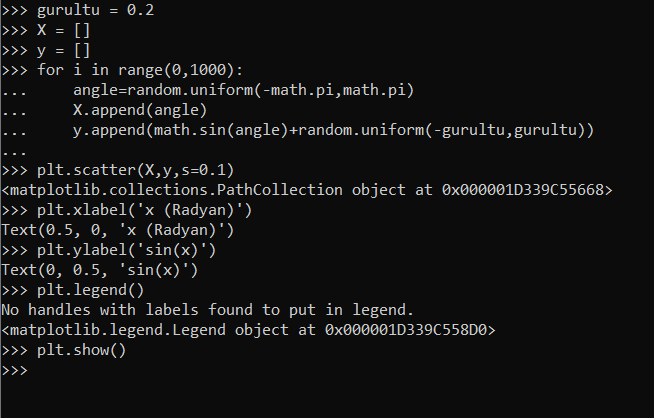 >>> gurultu = 0.2
>>> X = []
>>> y = []
>>> for i in range(0,1000):
...     angle=random.uniform(-math.pi,math.pi)
...     X.append(angle)
...     y.append(math.sin(angle)+random.uniform(-gurultu,gurultu))
...
>>> plt.scatter(X,y,s=0.1)
<matplotlib.collections.PathCollection object at 0x000001D339C55668>
>>> plt.xlabel('x (Radyan)')
Text(0.5, 0, 'x (Radyan)')
>>> plt.ylabel('sin(x)')
Text(0, 0.5, 'sin(x)')
>>> plt.legend()
No handles with labels found to put in legend.
<matplotlib.legend.Legend object at 0x000001D339C558D0>
>>> plt.show()
>>>